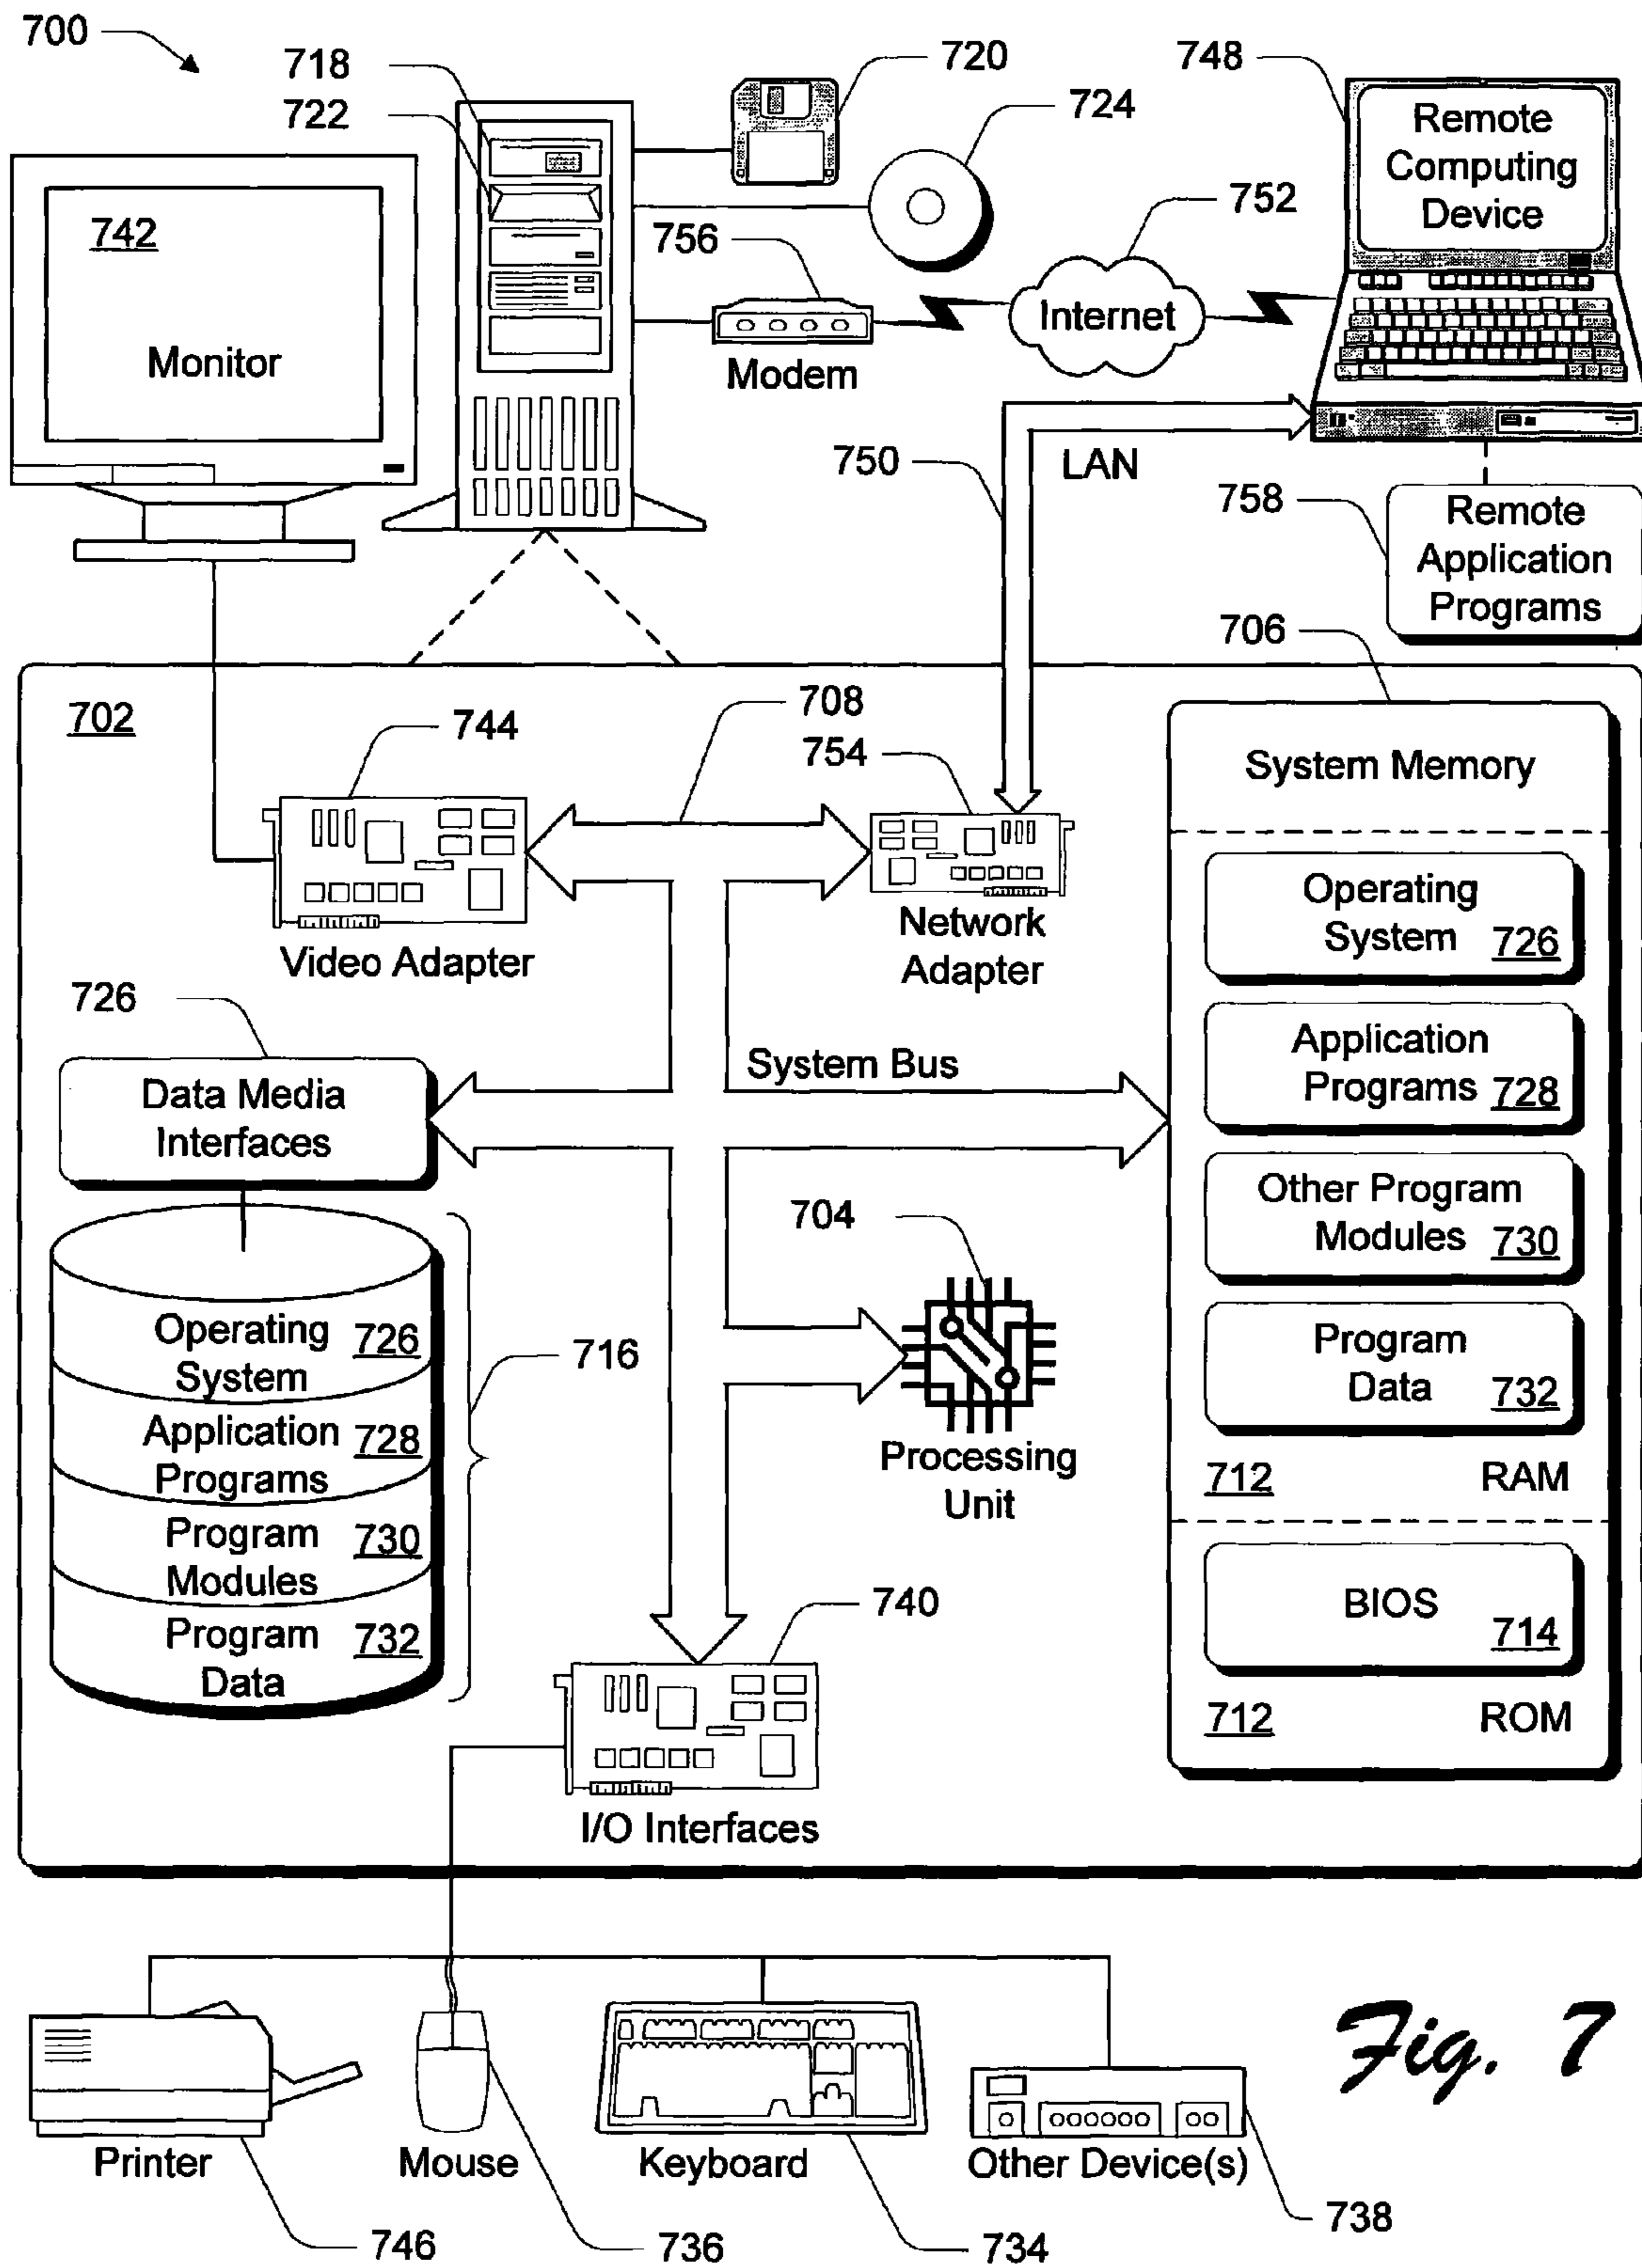 700
718
722
720
724
748
Remote
Computing
Device
742
Monitor
756
Modem
752
Internet
750
LAN
758
Remote
Application
Programs
706
702
744
708
754
System Memory
Video Adapter
Network
Adapter
Operating
System 726
Application
Programs 728
Other Program
Modules 730
Program
Data 732
712 RAM
BIOS
714
712 ROM
726
Data Media
Interfaces
System Bus
704
Processing
Unit
Operating
System 726
Application
Programs 728
Program
Modules 730
Program
Data 732
716
740
I/O Interfaces
Printer
Mouse
Keyboard
Other Device(s)
746
736
734
738
Fig. 7